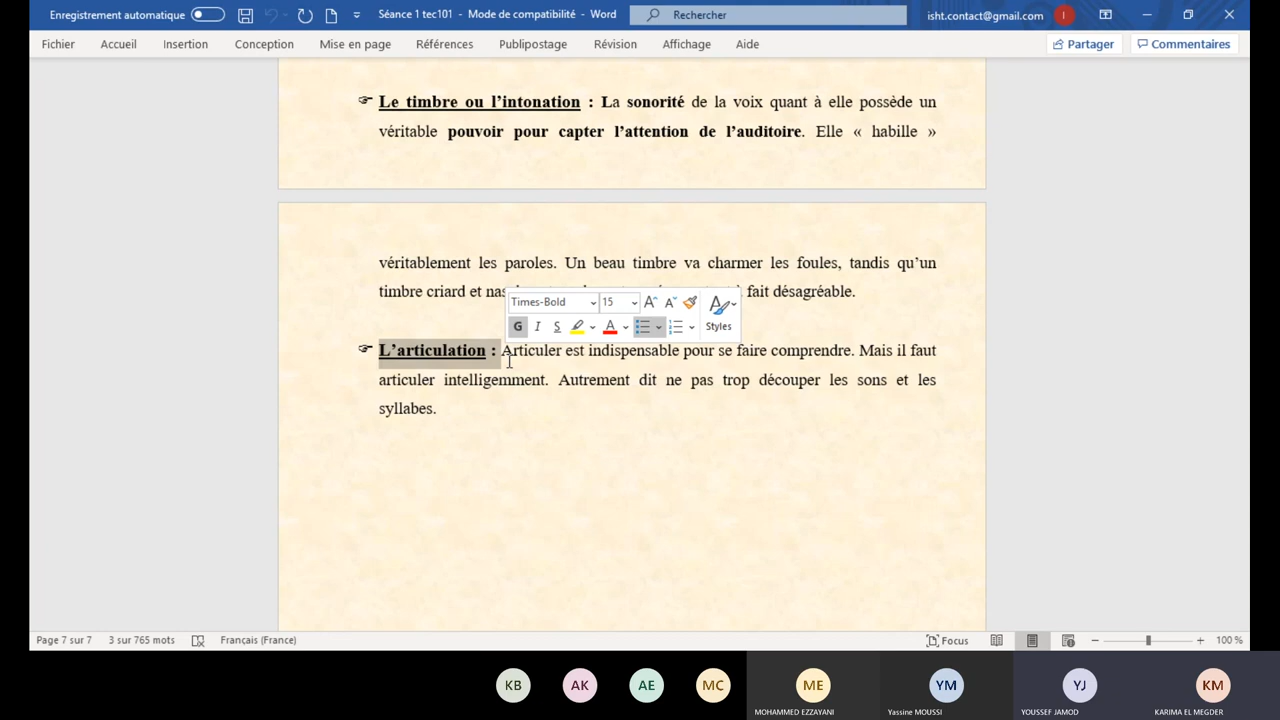 Enregistrement automatique
Séance 1 tec101 - Mode de compatibilité - Word
Rechercher
isht.contact@gmail.com
I
Fichier Accueil Insertion Conception Mise en page Références Publipostage Révision Affichage Aide
Partager
Commentaires
Le timbre ou l'intonation : La sonorité de la voix quant à elle possède un
véritable pouvoir pour capter l'attention de l'auditoire. Elle « habille »
véritablement les paroles. Un beau timbre va charmer les foules, tandis qu'un
timbre criard et fait désagréable.
Times-Bold 15
G I S A Styles
L'articulation : Articuler est indispensable pour se faire comprendre. Mais il faut
articuler intelligemment. Autrement dit ne pas trop découper les sons et les
syllabes.
Page 7 sur 7 3 sur 765 mots Français (France) Focus 100 %
KB AK AE MC ME YM YJ KM
MOHAMMED EZZAYANI Yassine MOUSSI YOUSSEF JAMOD KARIMA EL MEGDER